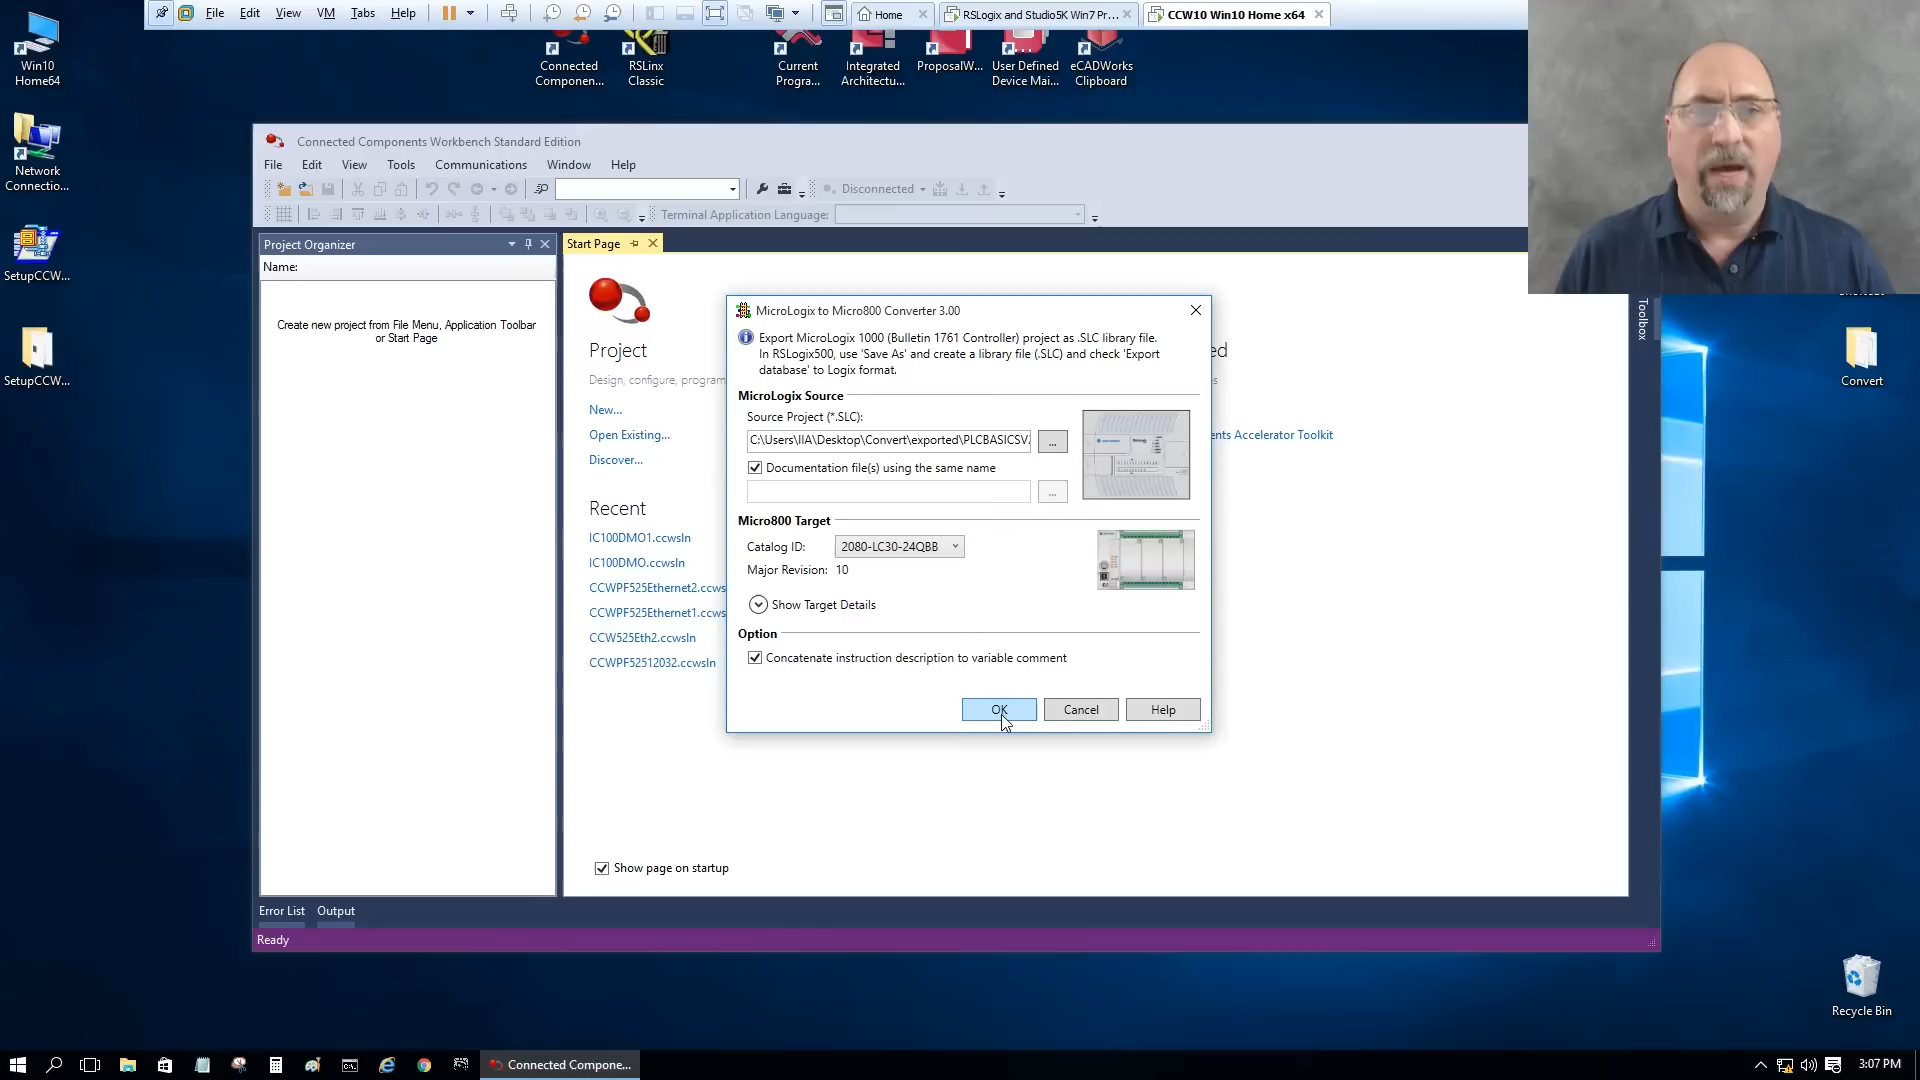 File Edit View VM Tabs Help
Home
RSLogix and Studio5K Win7 Pr...
CCW10 Win10 Home x64
Win10
Home64
Network
Connectio...
SetupCCW...
SetupCCW...
Connected
Componen...
RSLinx
Classic
Current
Progra...
Integrated
Architectu...
ProposalW...
User Defined
Device Mai...
eCADWorks
Clipboard
Connected Components Workbench Standard Edition
File Edit View Tools Communications Window Help
Disconnected
Terminal Application Language:
Project Organizer
Name:
Create new project from File Menu, Application Toolbar
or Start Page
Start Page
Project
Design, configure, program
New...
Open Existing...
Discover...
Recent
IC100DMO1.ccwsln
IC100DMO.ccwsln
CCWPF525Ethernet2.ccws
CCWPF525Ethernet1.ccws
CCW525Eth2.ccwsln
CCWPF52512032.ccwsln
ents Accelerator Toolkit
Show page on startup
MicroLogix to Micro800 Converter 3.00
Export MicroLogix 1000 (Bulletin 1761 Controller) project as .SLC library file.
In RSLogix500, use 'Save As' and create a library file (.SLC) and check 'Export
database' to Logix format.
MicroLogix Source
Source Project (*.SLC):
C:\Users\IIA\Desktop\Convert\exported\PLCBASICSV
...
Documentation file(s) using the same name
...
Micro800 Target
Catalog ID: 2080-LC30-24QBB
Major Revision: 10
Show Target Details
Option
Concatenate instruction description to variable comment
OK Cancel Help
Toolbox
Convert
Error List Output
Ready
Recycle Bin
Connected Compone...
3:07 PM